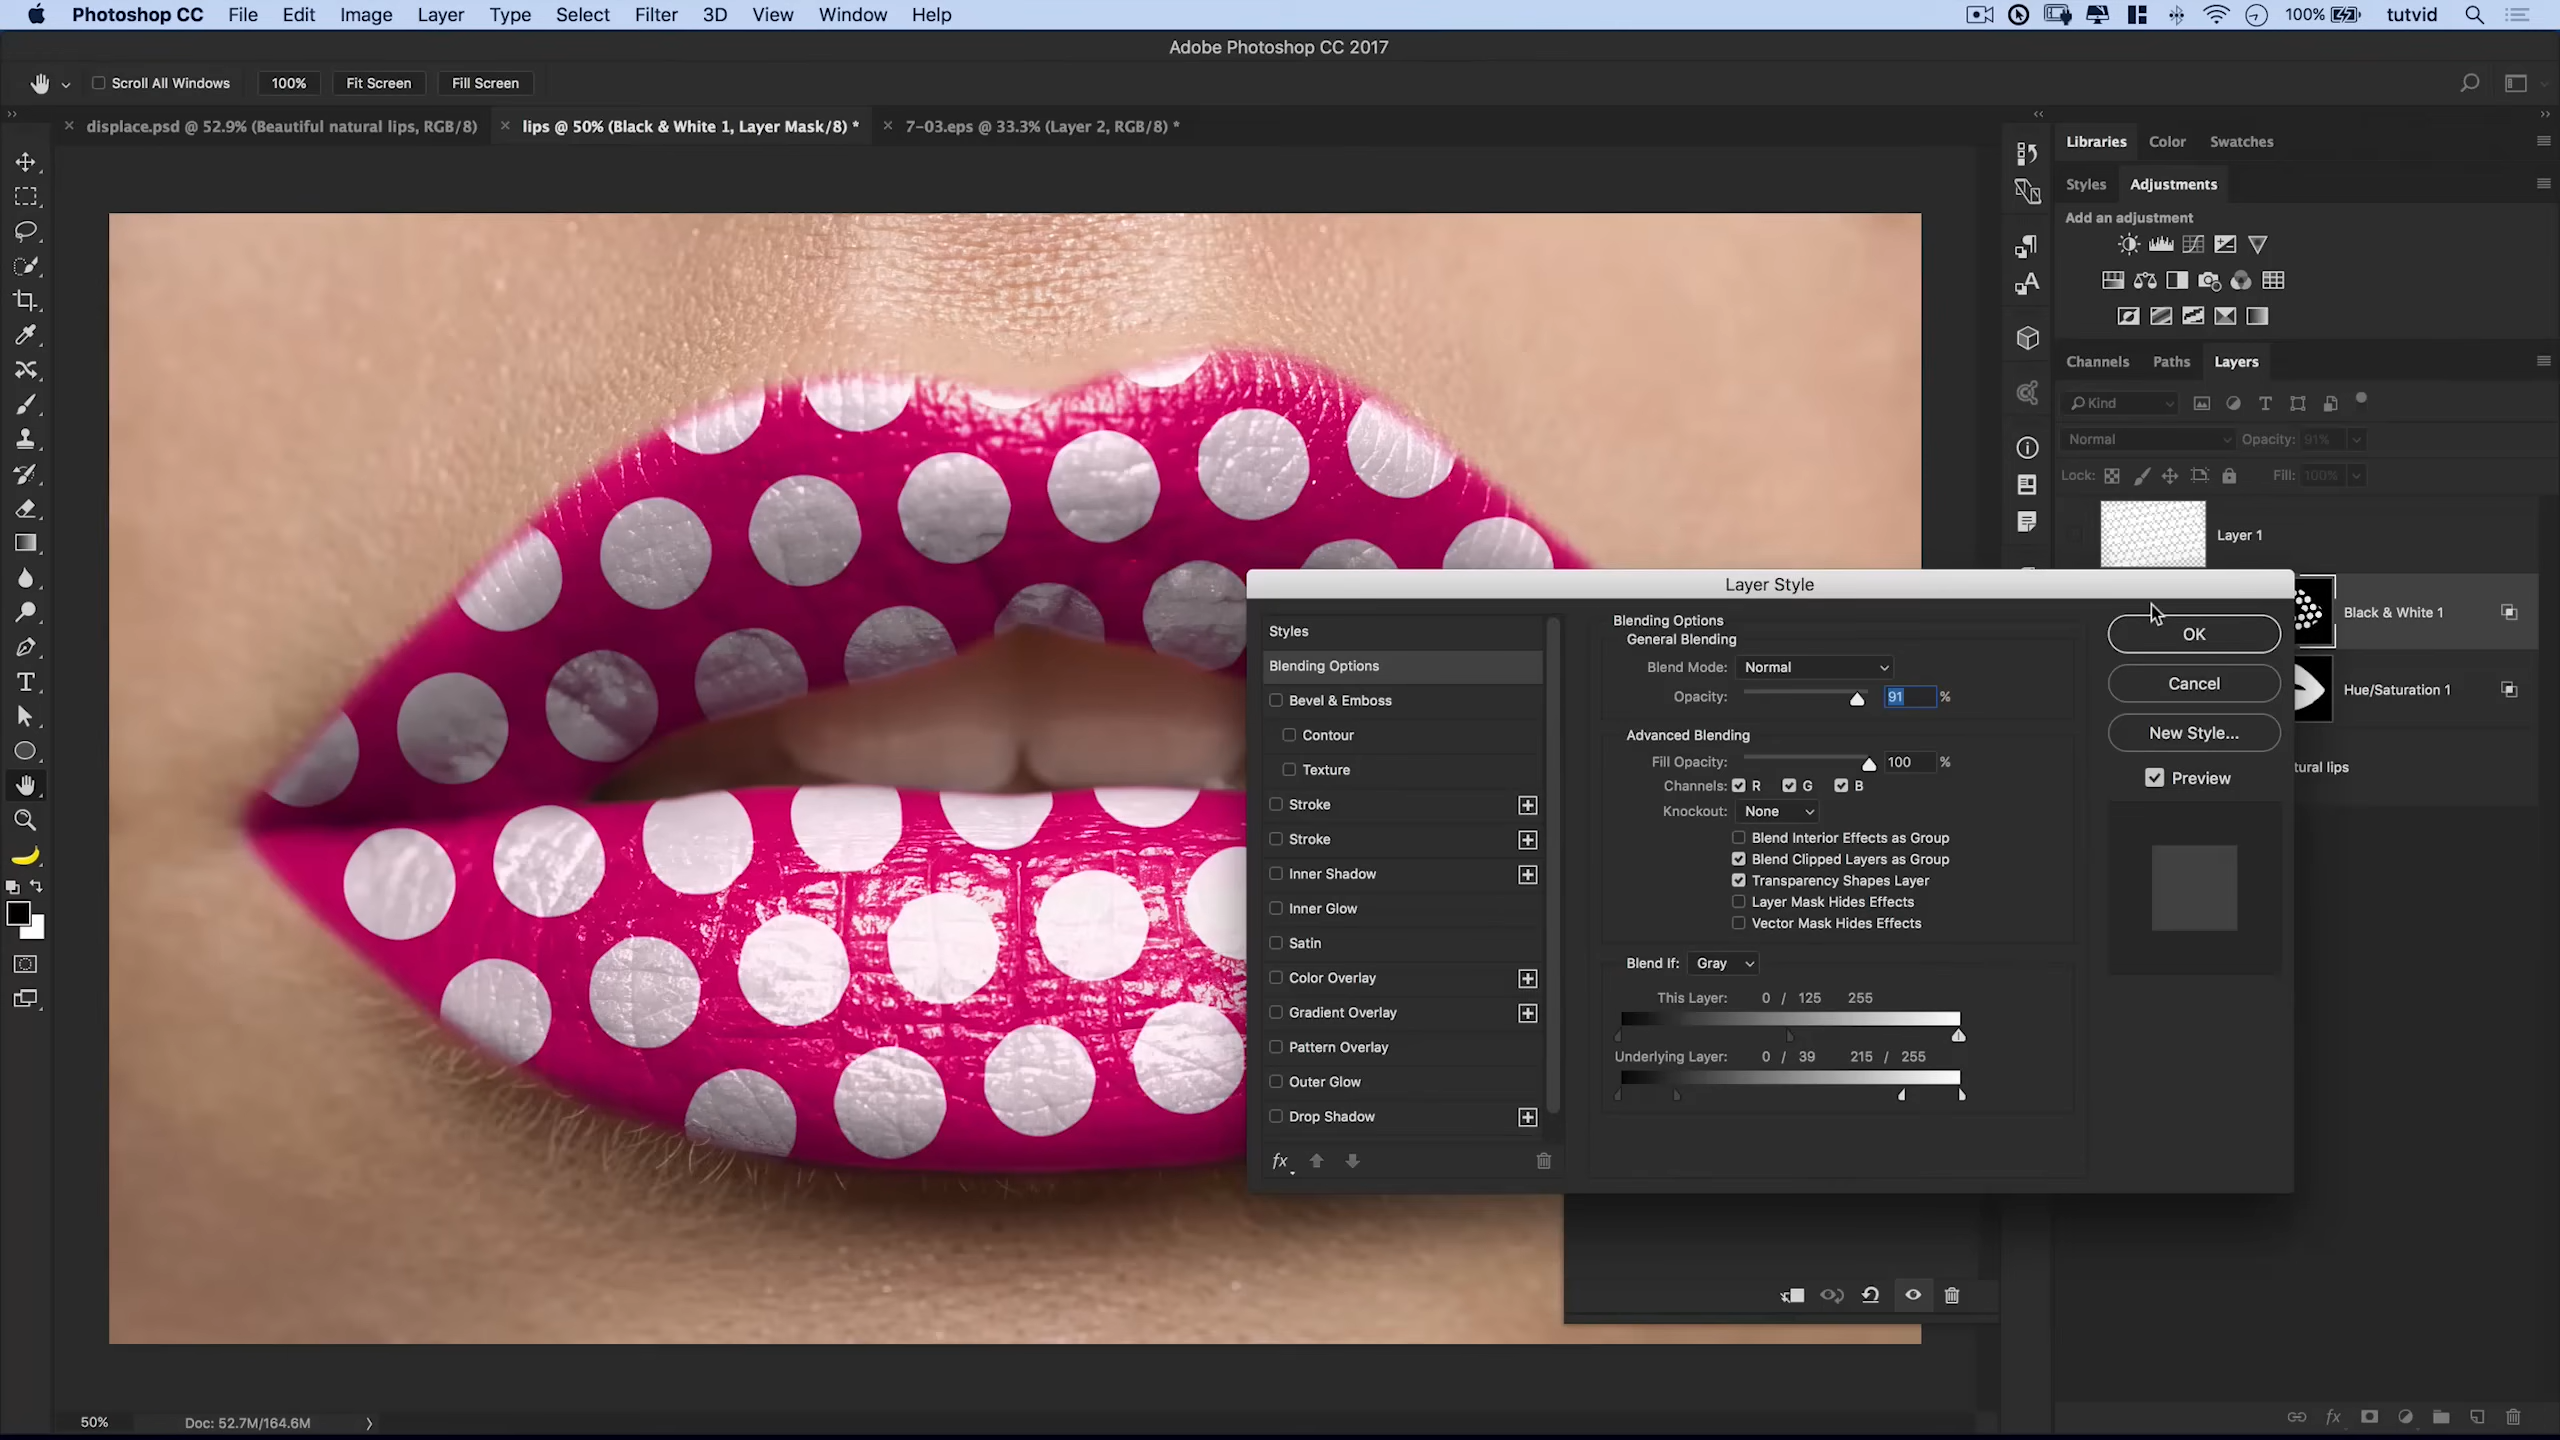 Photoshop CC File Edit Image Layer Type Select Filter 3D View Window Help 100% tutvid
Adobe Photoshop CC 2017
Scroll All Windows 100% Fit Screen Fill Screen
displace.psd @ 52.9% (Beautiful natural lips, RGB/8)
lips @ 50% (Black & White 1, Layer Mask/8) *
7-03.eps @ 33.3% (Layer 2, RGB/8) *
Libraries Color Swatches
Styles Adjustments
Add an adjustment
Channels Paths Layers
Kind
Normal Opacity: 91%
Lock: Fill: 100%
Layer 1
Black & White 1
Hue/Saturation 1
tural lips
Layer Style
Styles
Blending Options
Bevel & Emboss
Contour
Texture
Stroke
Stroke
Inner Shadow
Inner Glow
Satin
Color Overlay
Gradient Overlay
Pattern Overlay
Outer Glow
Drop Shadow
fx
Blending Options
General Blending
Blend Mode: Normal
Opacity: 91 %
Advanced Blending
Fill Opacity: 100 %
Channels: R G B
Knockout: None
Blend Interior Effects as Group
Blend Clipped Layers as Group
Transparency Shapes Layer
Layer Mask Hides Effects
Vector Mask Hides Effects
Blend If: Gray
This Layer: 0 / 125 255
Underlying Layer: 0 / 39 215 / 255
OK
Cancel
New Style...
Preview
50% Doc: 52.7M/164.6M
fx